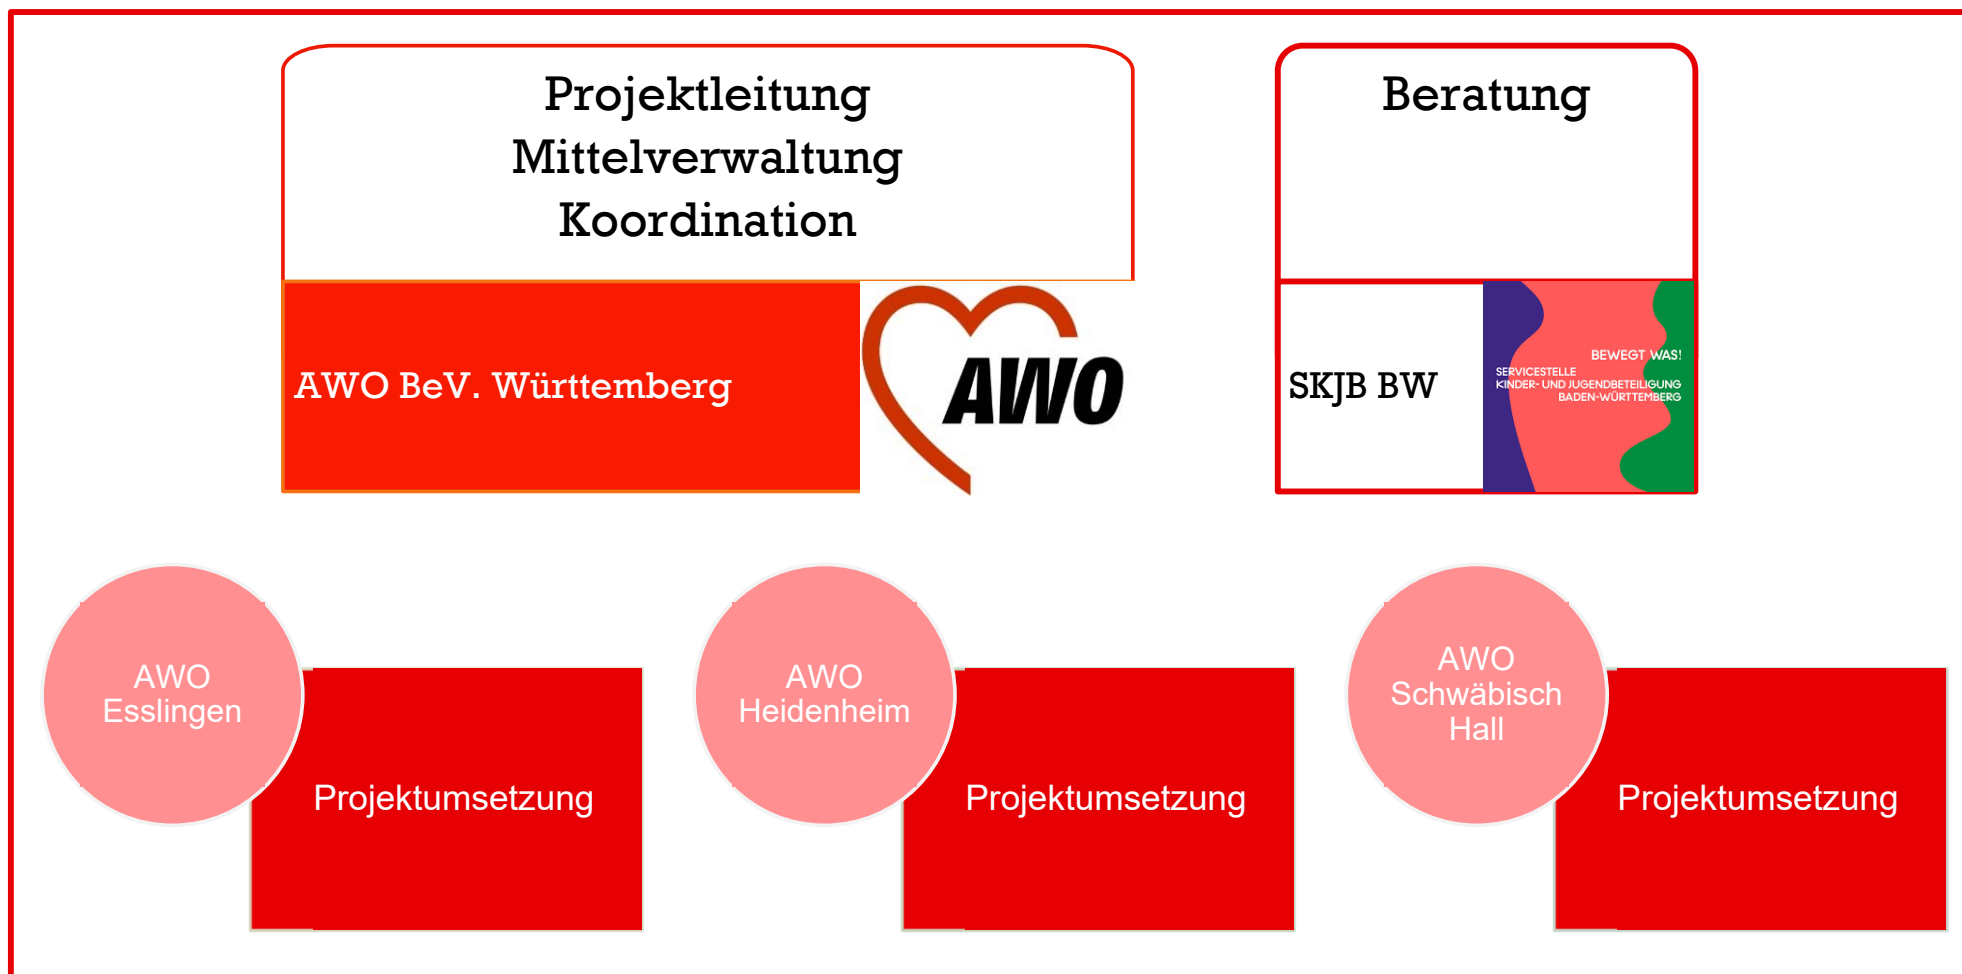 Projektleitung
Mittelverwaltung
Koordination
AWO BeV. Württemberg
AWO
Beratung
SKJB BW
BEWEGT WAS!
SERVICESTELLE
KINDER- UND JUGENDBETEILIGUNG
BADEN-WÜRTTEMBERG
AWO
Esslingen
Projektumsetzung
AWO
Heidenheim
Projektumsetzung
AWO
Schwäbisch
Hall
Projektumsetzung